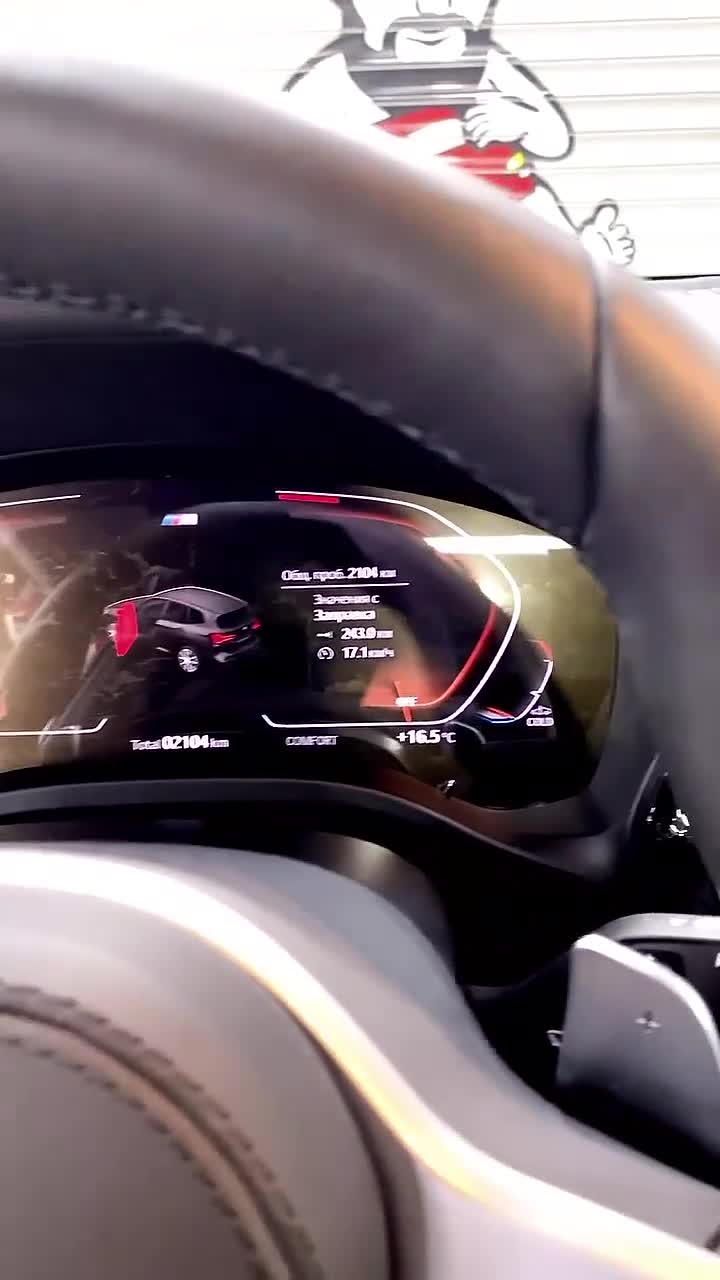 Общ. проб. 2104 км
Значения с
Заправка
243.0 км
17.1 км/ч
Total 02104 km
COMFORT
+16.5 °C
+